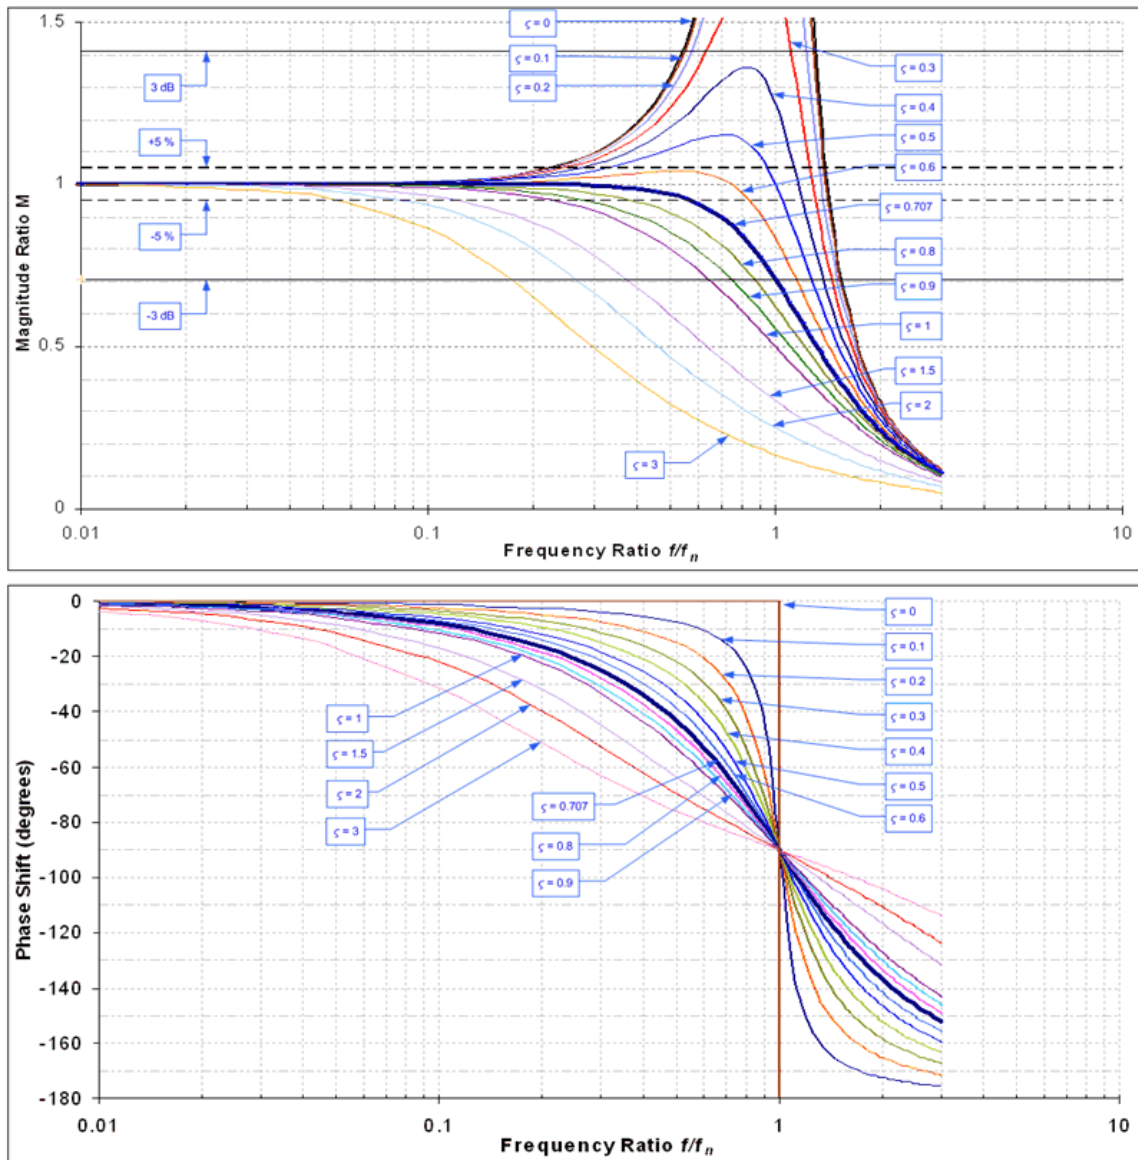 1.5
ς = 0
ς = 0.1
ς = 0.3
3 dB
ς = 0.2
ς = 0.4
+5 %
ς = 0.5
ς = 0.6
1
ς = 0.707
-5 %
ς = 0.8
ς = 0.9
-3 dB
ς = 1
0.5
ς = 1.5
ς = 2
ς = 3
0
Magnitude Ratio M
0.01
0.1
1
10
Frequency Ratio f/fn
0
ς = 0
ς = 0.1
-20
ς = 0.2
ς = 0.3
-40
ς = 1
ς = 0.4
ς = 1.5
-60
ς = 0.5
ς = 2
ς = 0.707
ς = 0.6
ς = 3
-80
ς = 0.8
ς = 0.9
-100
-120
-140
-160
-180
Phase Shift (degrees)
0.01
0.1
1
10
Frequency Ratio f/fn